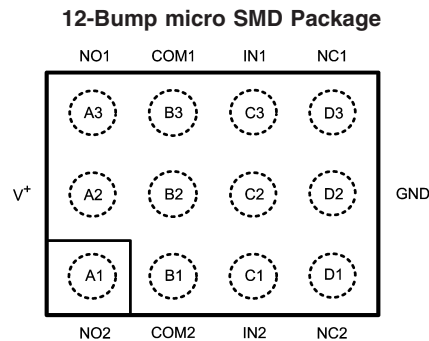 12-Bump micro SMD Package
NO1 COM1 IN1 NC1
A3 B3 C3 D3
V+ A2 B2 C2 D2 GND
A1 B1 C1 D1
NO2 COM2 IN2 NC2